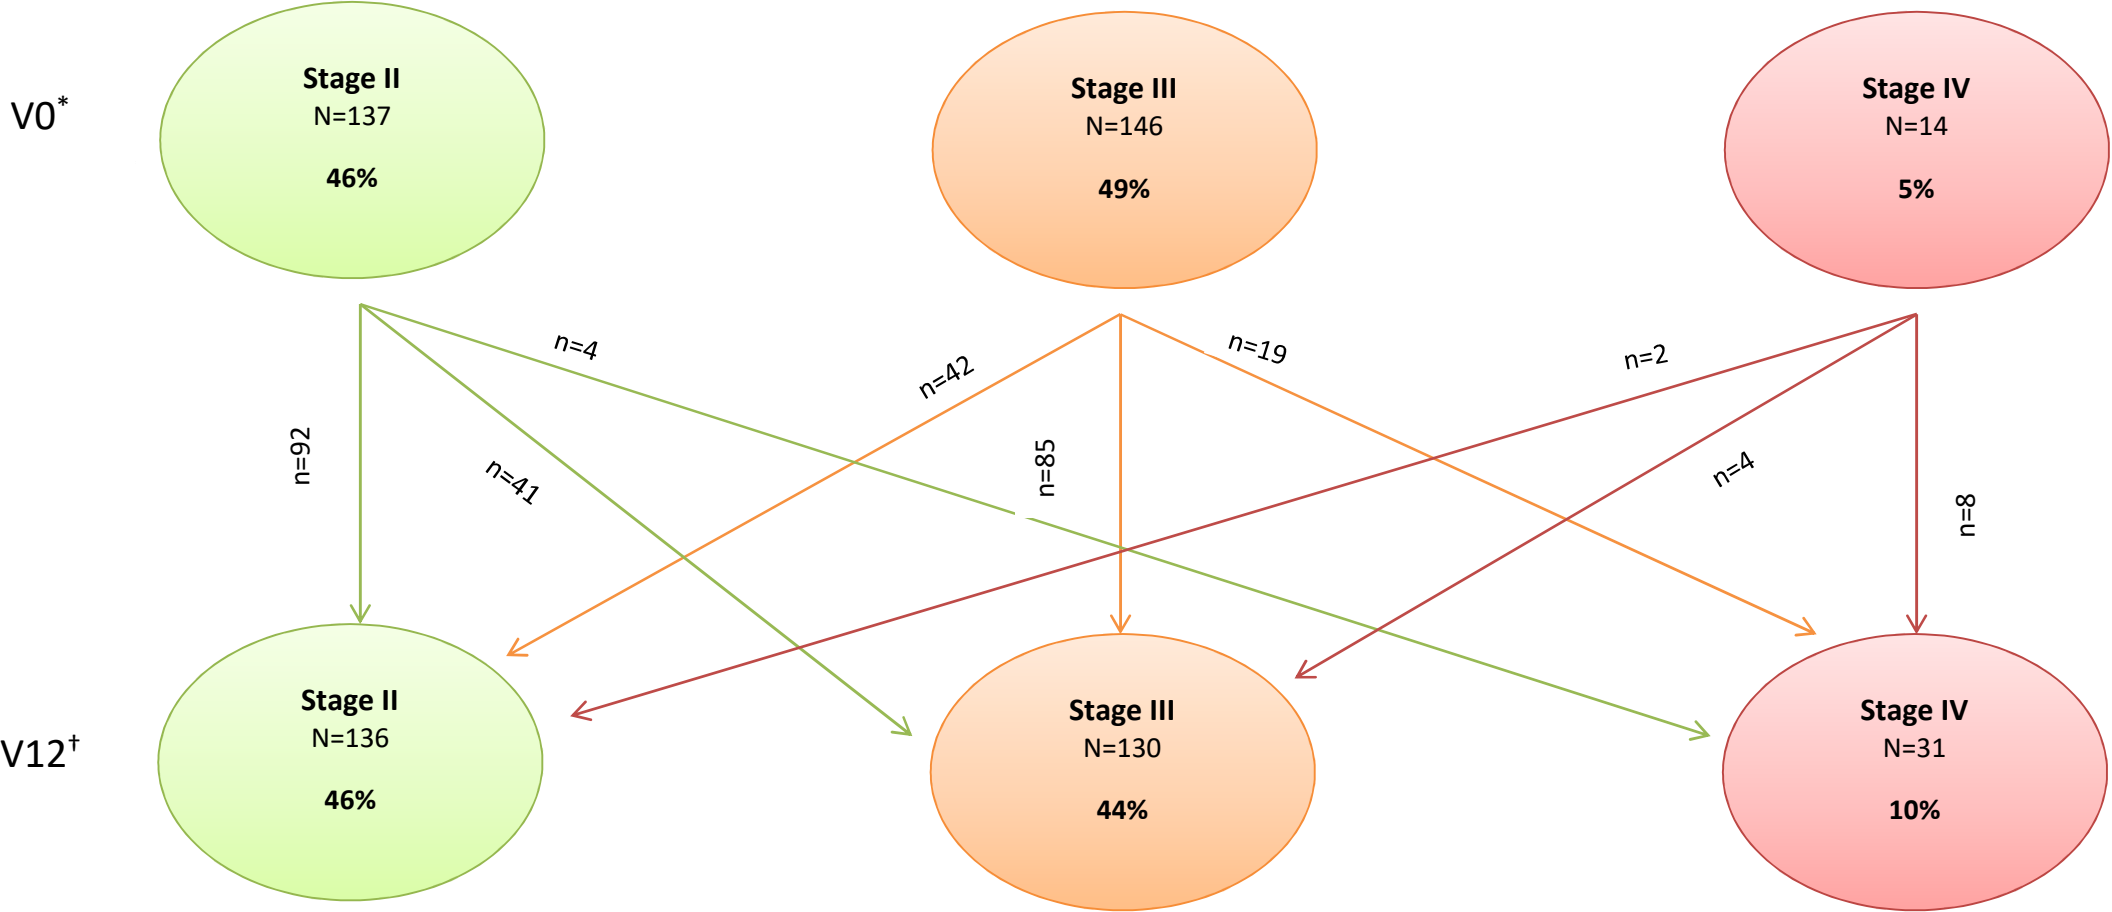 V0*
Stage II
N=137
46%
Stage III
N=146
49%
Stage IV
N=14
5%
n=92
n=41
n=4
n=42
n=85
n=19
n=2
n=4
n=8
V12†
Stage II
N=136
46%
Stage III
N=130
44%
Stage IV
N=31
10%